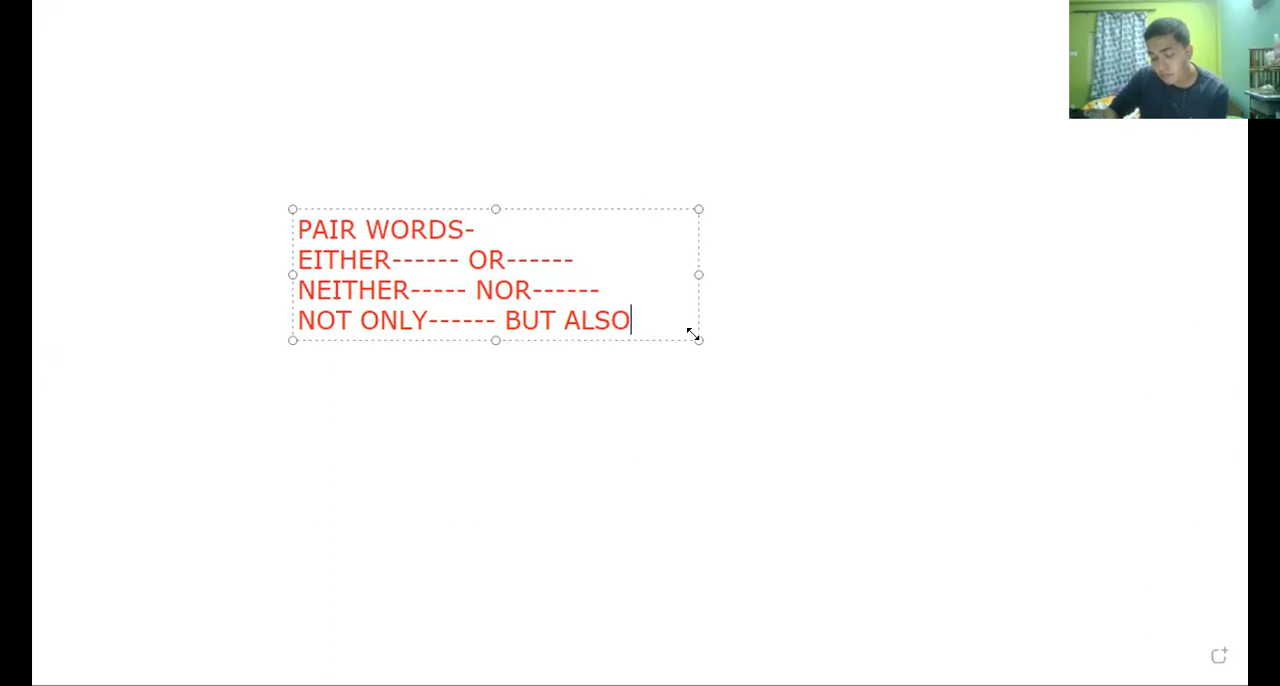 PAIR WORDS-
EITHER------ OR------
NEITHER----- NOR------
NOT ONLY------ BUT ALSO